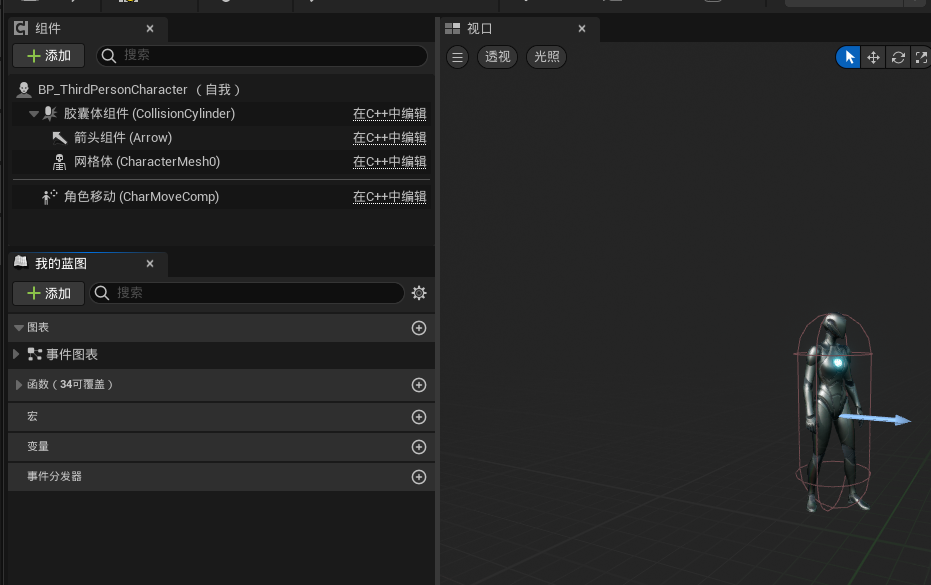 组件
添加
搜索
BP_ThirdPersonCharacter （自我）
胶囊体组件 (CollisionCylinder) 在C++中编辑
箭头组件 (Arrow) 在C++中编辑
网格体 (CharacterMesh0) 在C++中编辑
角色移动 (CharMoveComp) 在C++中编辑
我的蓝图
添加
搜索
图表
事件图表
函数（34可覆盖）
宏
变量
事件分发器
视口
透视
光照